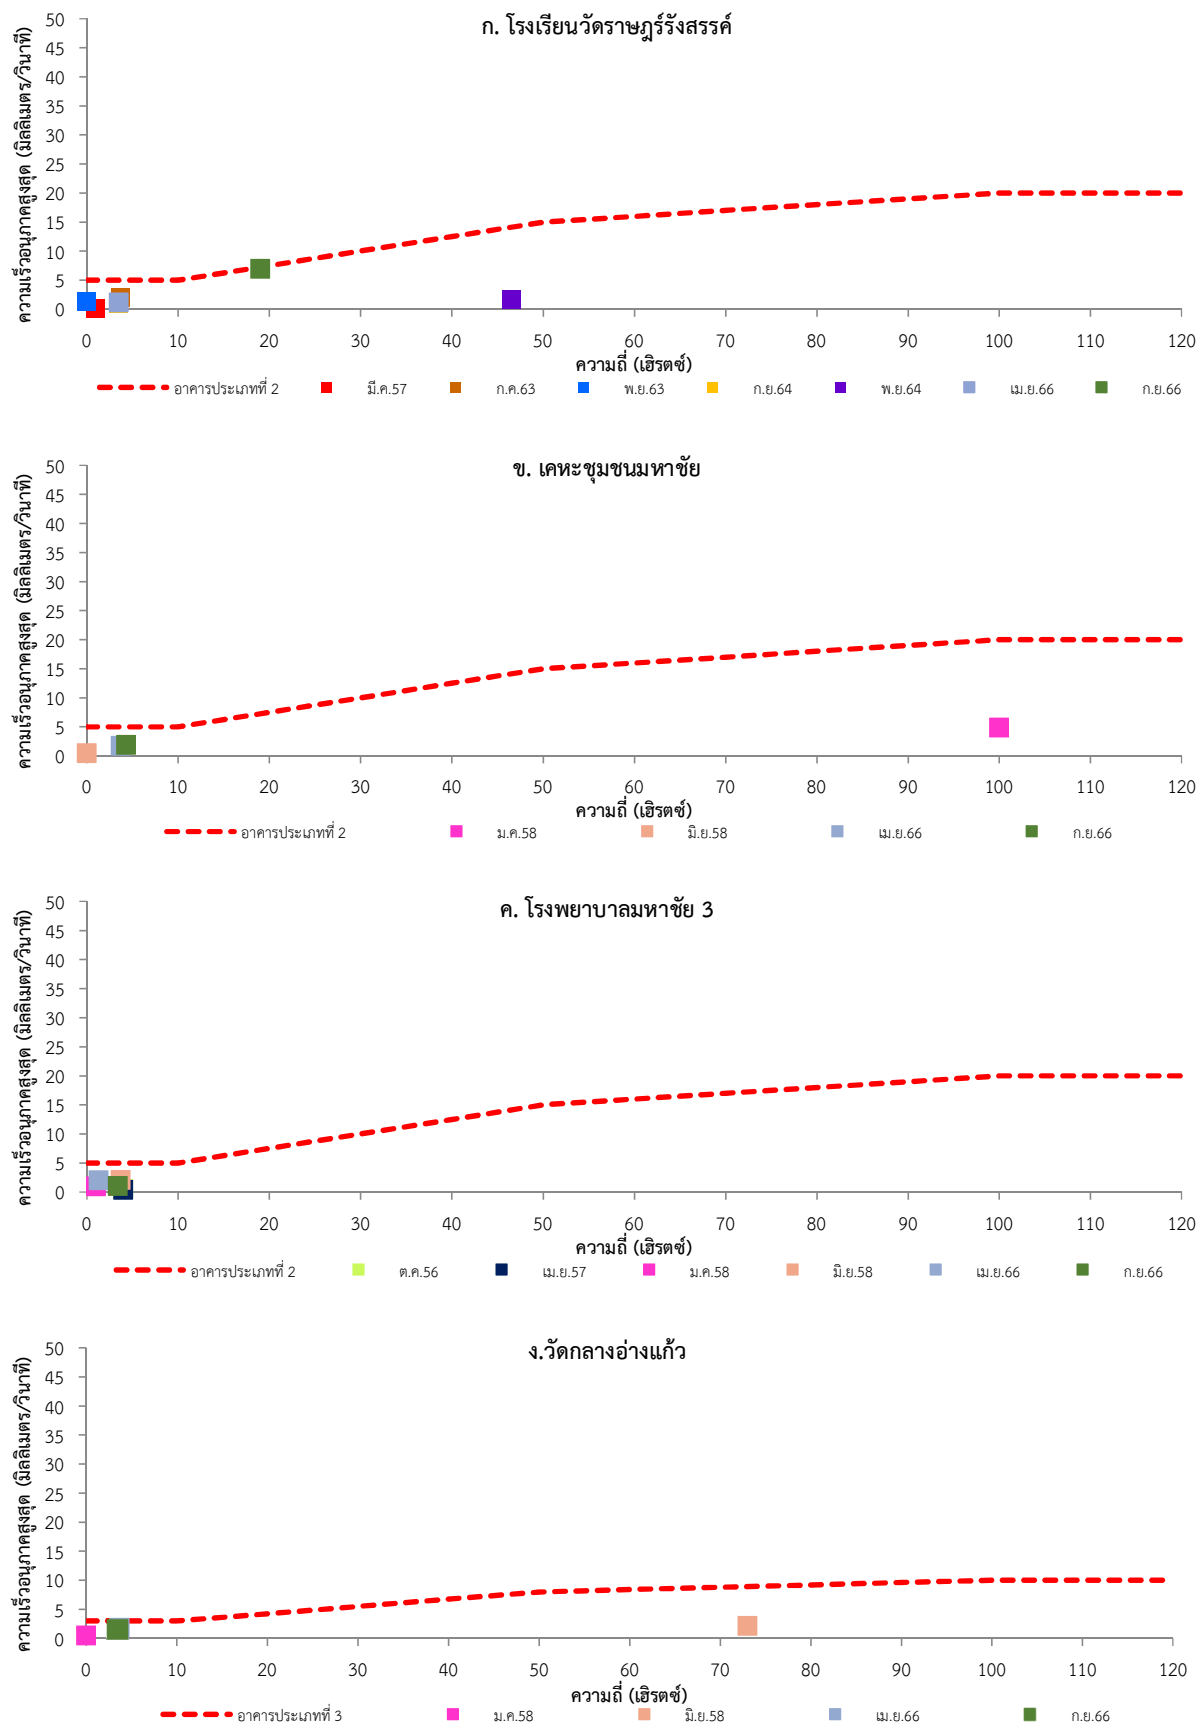 ก. โรงเรียนวัดราษฎร์รังสรรค์
ความเร็วอนุภาคสูงสุด (มิลลิเมตร/วินาที)
50
45
40
35
30
25
20
15
10
5
0
0 10 20 30 40 50 60 70 80 90 100 110 120
ความถี่ (เฮิรตซ์)
อาคารประเภทที่ 2 มี.ค.57 ก.ค.63 พ.ย.63 ก.ย.64 พ.ย.64 เม.ย.66 ก.ย.66
ข. เคหะชุมชนมหาชัย
ความเร็วอนุภาคสูงสุด (มิลลิเมตร/วินาที)
50
45
40
35
30
25
20
15
10
5
0
0 10 20 30 40 50 60 70 80 90 100 110 120
ความถี่ (เฮิรตซ์)
อาคารประเภทที่ 2 ม.ค.58 มิ.ย.58 เม.ย.66 ก.ย.66
ค. โรงพยาบาลมหาชัย 3
ความเร็วอนุภาคสูงสุด (มิลลิเมตร/วินาที)
50
45
40
35
30
25
20
15
10
5
0
0 10 20 30 40 50 60 70 80 90 100 110 120
ความถี่ (เฮิรตซ์)
อาคารประเภทที่ 2 ต.ค.56 เม.ย.57 ม.ค.58 มิ.ย.58 เม.ย.66 ก.ย.66
ง.วัดกลางอ่างแก้ว
ความเร็วอนุภาคสูงสุด (มิลลิเมตร/วินาที)
50
45
40
35
30
25
20
15
10
5
0
0 10 20 30 40 50 60 70 80 90 100 110 120
ความถี่ (เฮิรตซ์)
อาคารประเภทที่ 3 ม.ค.58 มิ.ย.58 เม.ย.66 ก.ย.66